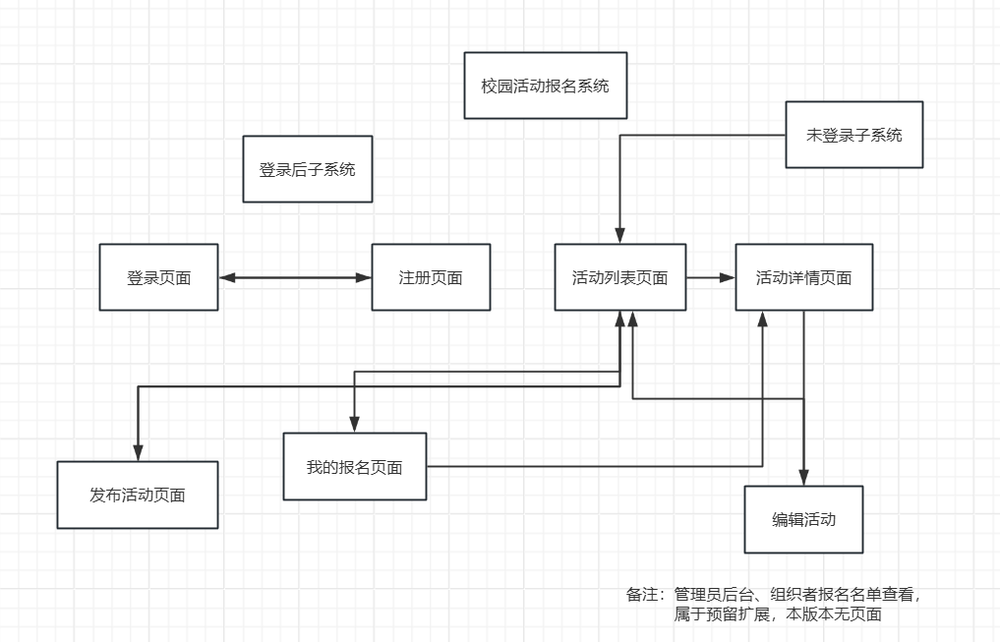 校园活动报名系统
未登录子系统
登录后子系统
登录页面
注册页面
活动列表页面
活动详情页面
我的报名页面
发布活动页面
编辑活动
备注：管理员后台、组织者报名名单查看，
属于预留扩展，本版本无页面